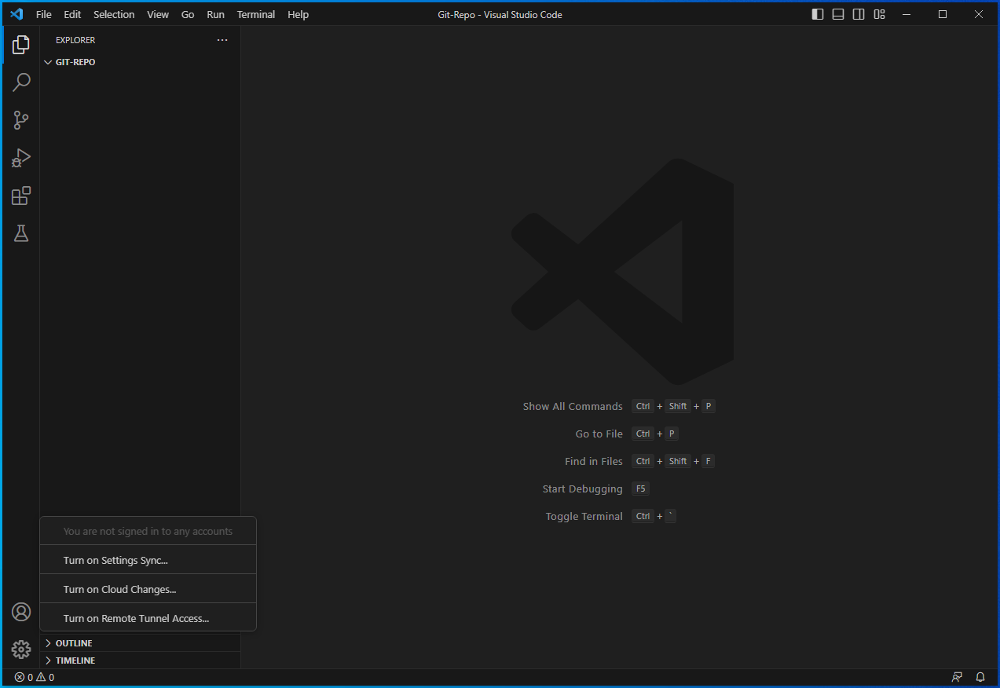 File Edit Selection View Go Run Terminal Help
Git-Repo - Visual Studio Code
EXPLORER
GIT-REPO
Show All Commands Ctrl + Shift + P
Go to File Ctrl + P
Find in Files Ctrl + Shift + F
Start Debugging F5
Toggle Terminal Ctrl + `
You are not signed in to any accounts
Turn on Settings Sync...
Turn on Cloud Changes...
Turn on Remote Tunnel Access...
OUTLINE
TIMELINE
0 0